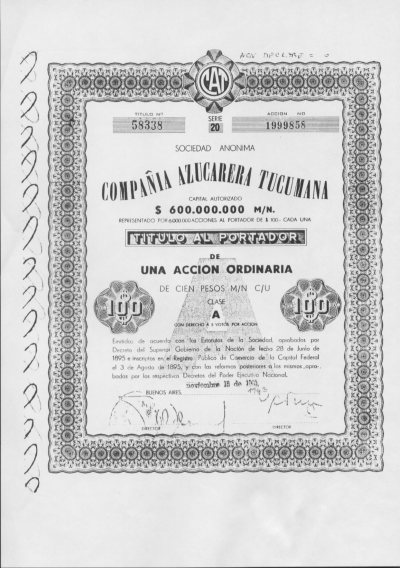 CAT
TITULO Nº
58338
SERIE
20
ACCION NO
1999858
SOCIEDAD ANONIMA
COMPAÑIA AZUCARERA TUCUMANA
CAPITAL AUTORIZADO
$ 600.000.000 M/N.
REPRESENTADO POR 6.000.000 ACCIONES AL PORTADOR DE $ 100.- CADA UNA
TITULO AL PORTADOR
DE
UNA ACCION ORDINARIA
DE CIEN PESOS M/N C/U
CLASE
A
CON DERECHO A 5 VOTOS POR ACCION
100
100
Emitido de acuerdo con los Estatutos de la Sociedad, aprobados por
Decreto del Superior Gobierno de la Nación de fecha 28 de Junio de
1895 e inscriptos en el Registro Público de Comercio de la Capital Federal
el 3 de Agosto de 1895, y con las reformas posteriores a los mismos, apro-
badas por los respectivos Decretos del Poder Ejecutivo Nacional.
BUENOS AIRES,
18 de
DIRECTOR
DIRECTOR